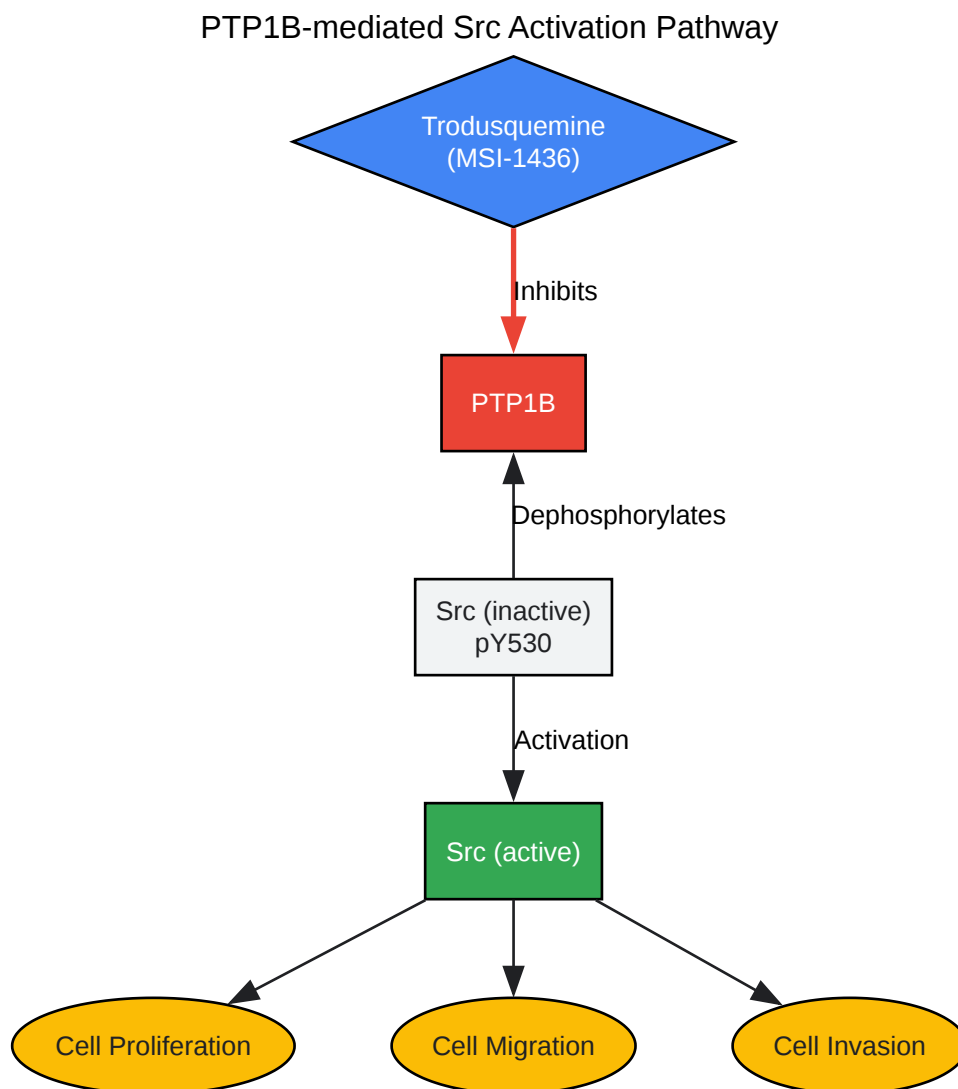 PTP1B-mediated Src Activation Pathway
Trodusquemine
(MSI-1436)
Inhibits
PTP1B
Dephosphorylates
Src (inactive)
pY530
Activation
Src (active)
Cell Proliferation
Cell Migration
Cell Invasion